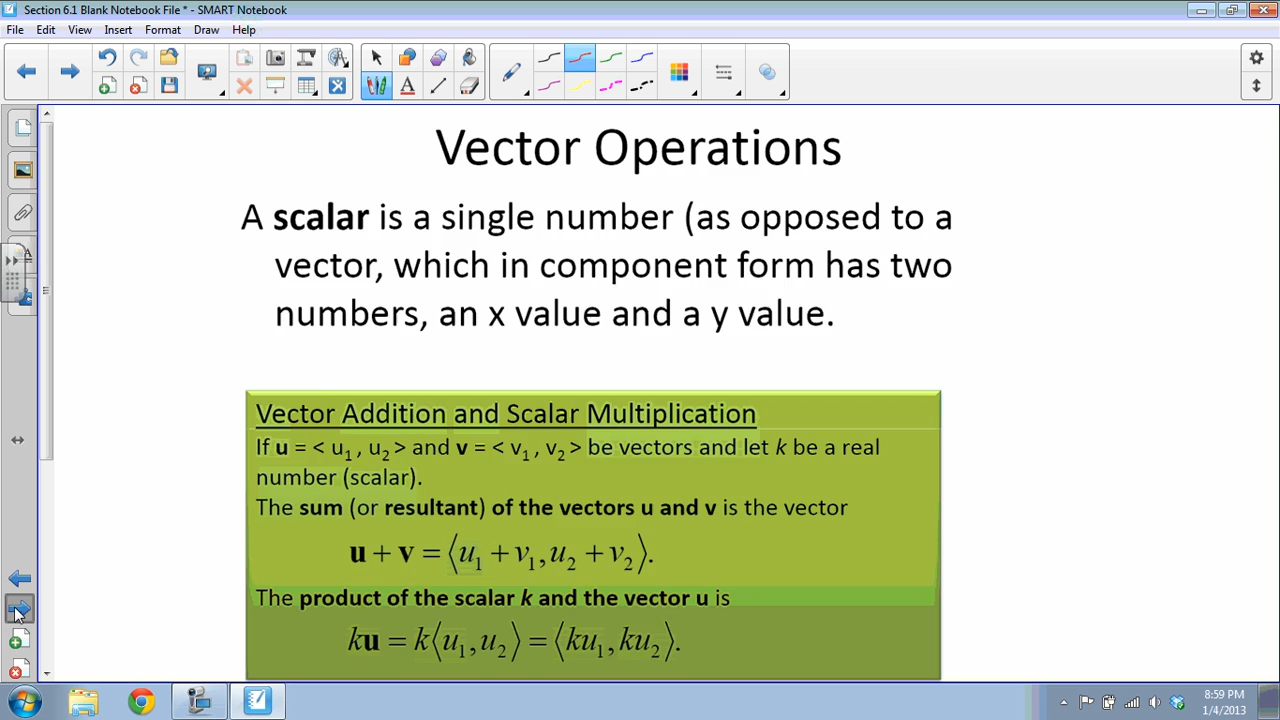 Section 6.1 Blank Notebook File * - SMART Notebook
File Edit View Insert Format Draw Help
Vector Operations
A scalar is a single number (as opposed to a
vector, which in component form has two
numbers, an x value and a y value.
Vector Addition and Scalar Multiplication
If u = < u₁ , u₂ > and v = < v₁ , v₂ > be vectors and let k be a real
number (scalar).
The sum (or resultant) of the vectors u and v is the vector
u + v = ⟨u₁ + v₁, u₂ + v₂⟩.
The product of the scalar k and the vector u is
ku = k⟨u₁, u₂⟩ = ⟨ku₁, ku₂⟩.
8:59 PM
1/4/2013